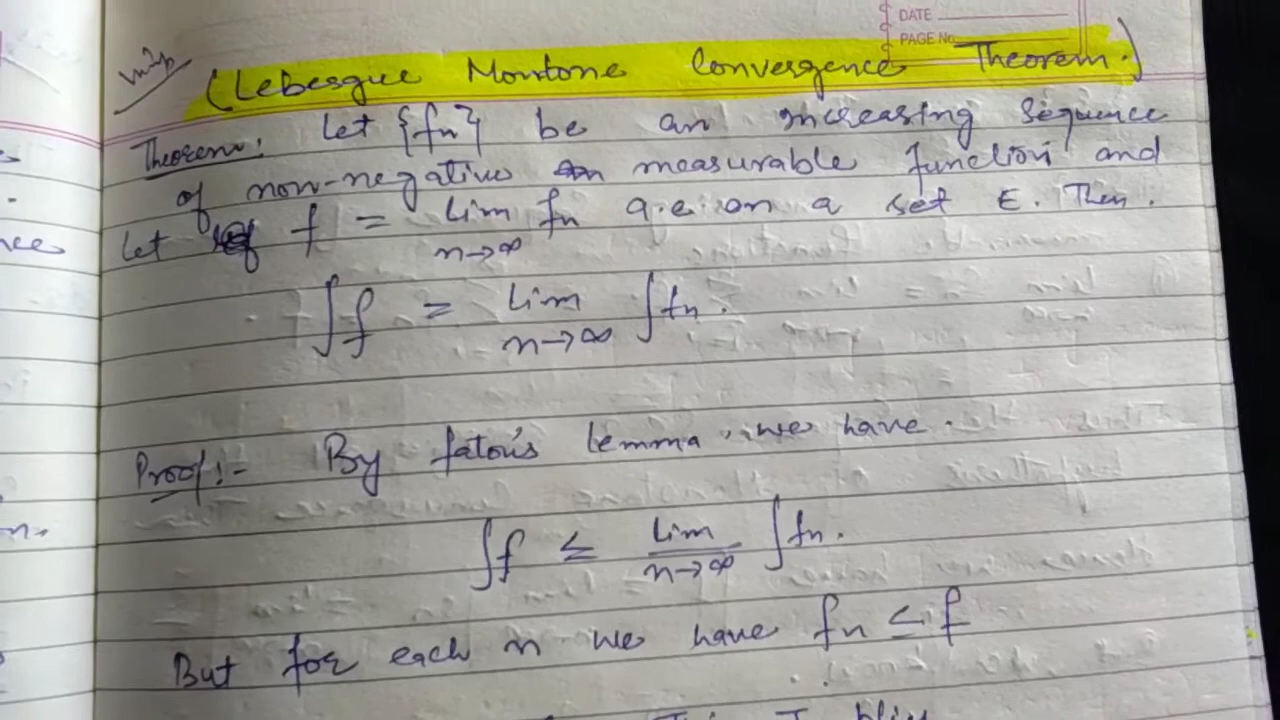 DATE
PAGE No.
Imp
(Lebesgue Montone Convergence Theorem.)
Theorem: Let {fn} be an increasing sequence
of non-negative measurable function and
Let f = lim fn a.e. on a set E. Then.
n→∞
∫f = lim ∫fn.
n→∞
Proof:- By fatou's lemma, we have.
∫f ≤ lim ∫fn.
n→∞
But for each n we have fn ≤ f